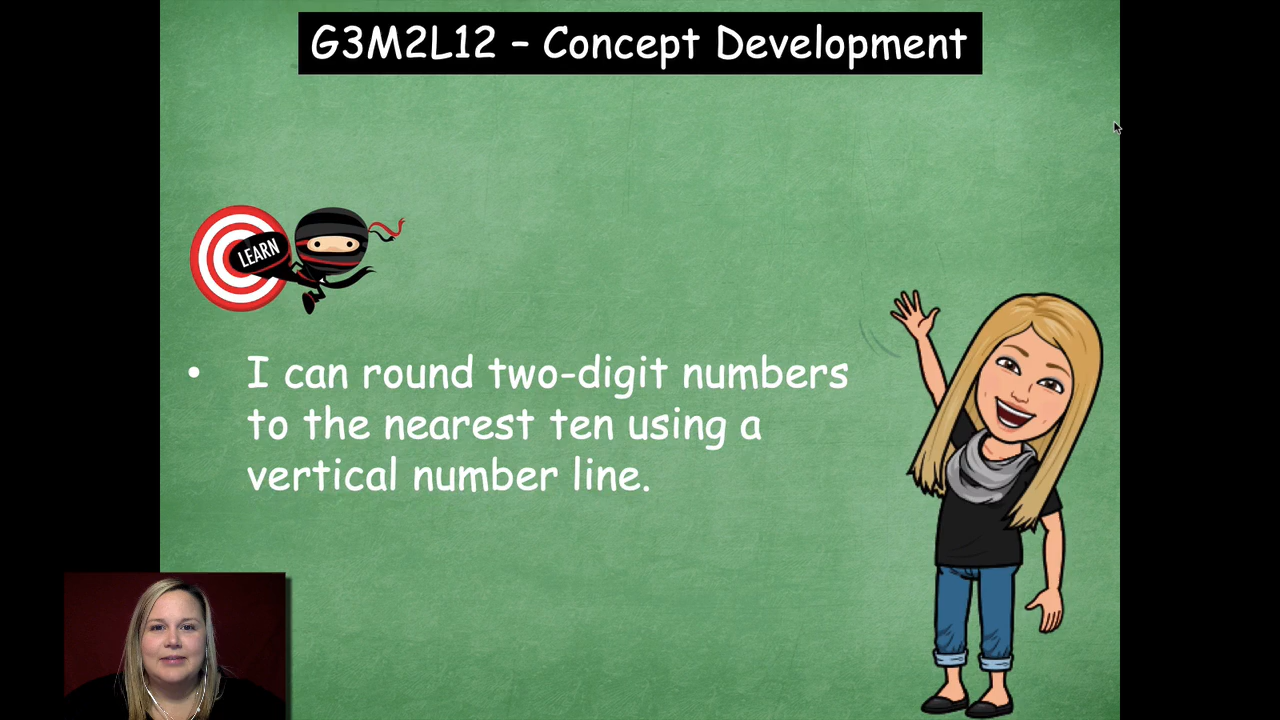 G3M2L12 – Concept Development
LEARN
• I can round two-digit numbers
to the nearest ten using a
vertical number line.